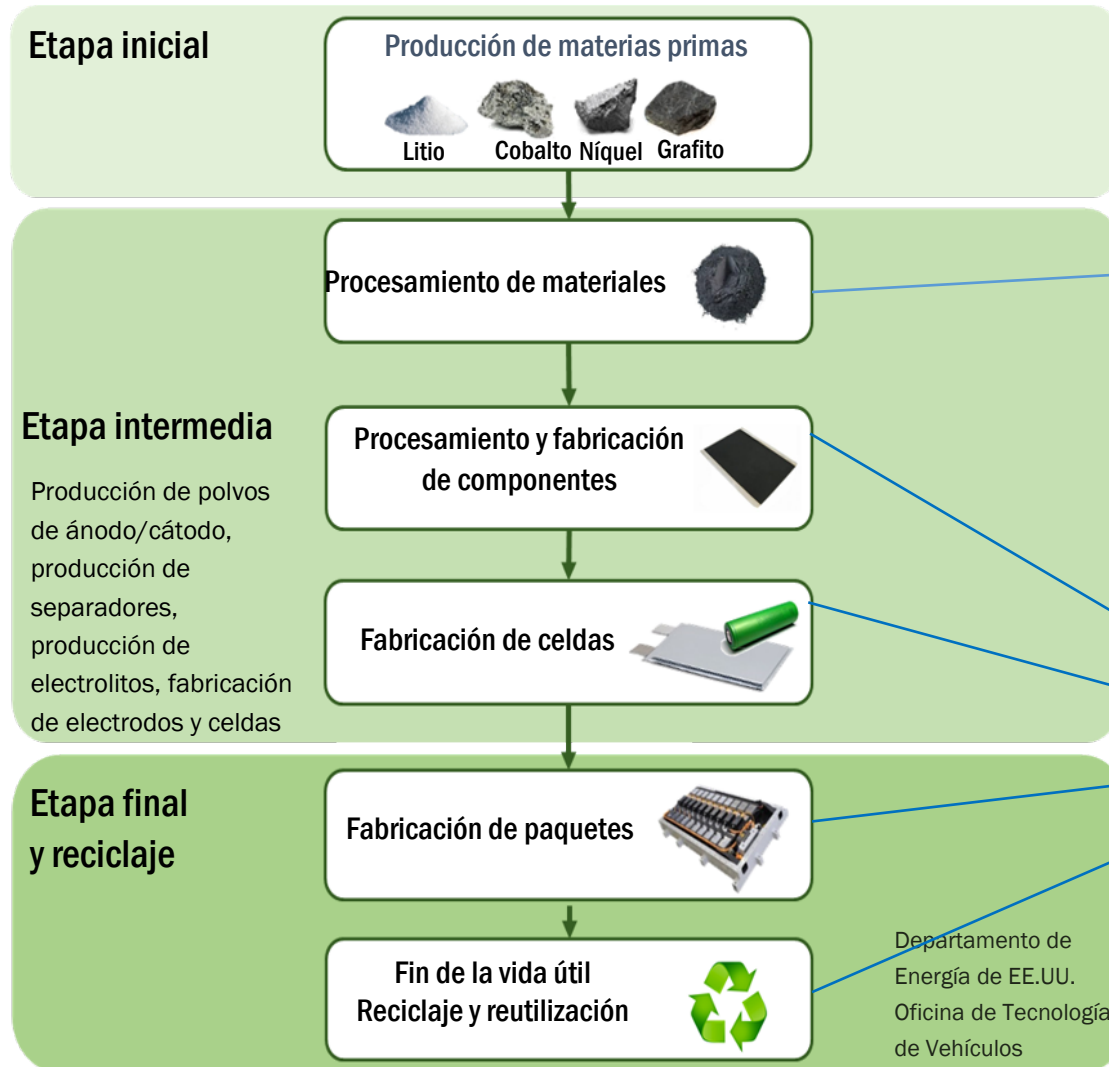 Etapa inicial
Producción de materias primas
Litio
Cobalto
Níquel
Grafito
Procesamiento de materiales
Etapa intermedia
Producción de polvos
de ánodo/cátodo,
producción de
separadores,
producción de
electrolitos, fabricación
de electrodos y celdas
Procesamiento y fabricación
de componentes
Fabricación de celdas
Etapa final
y reciclaje
Fabricación de paquetes
Fin de la vida útil
Reciclaje y reutilización
Departamento de
Energía de EE.UU.
Oficina de Tecnología
de Vehículos